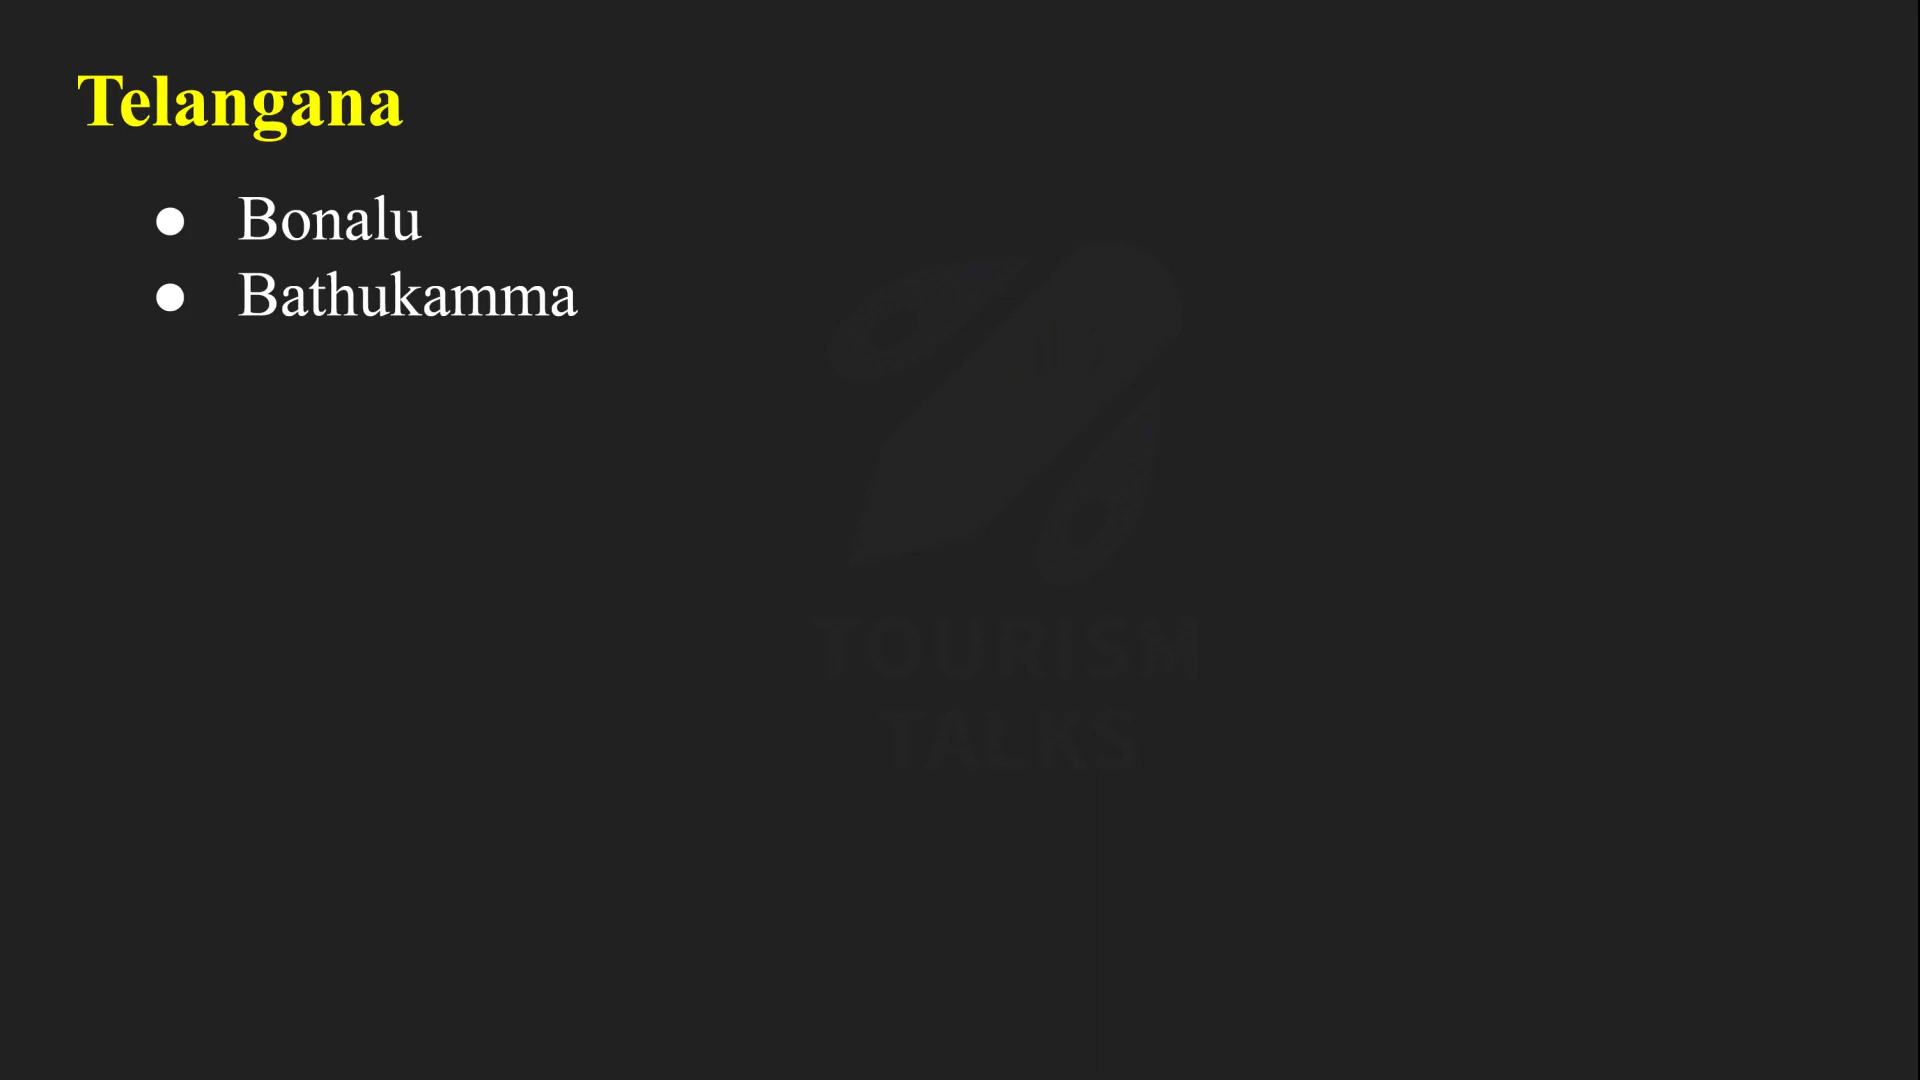 Telangana
● Bonalu
● Bathukamma
TOURISM
TALKS